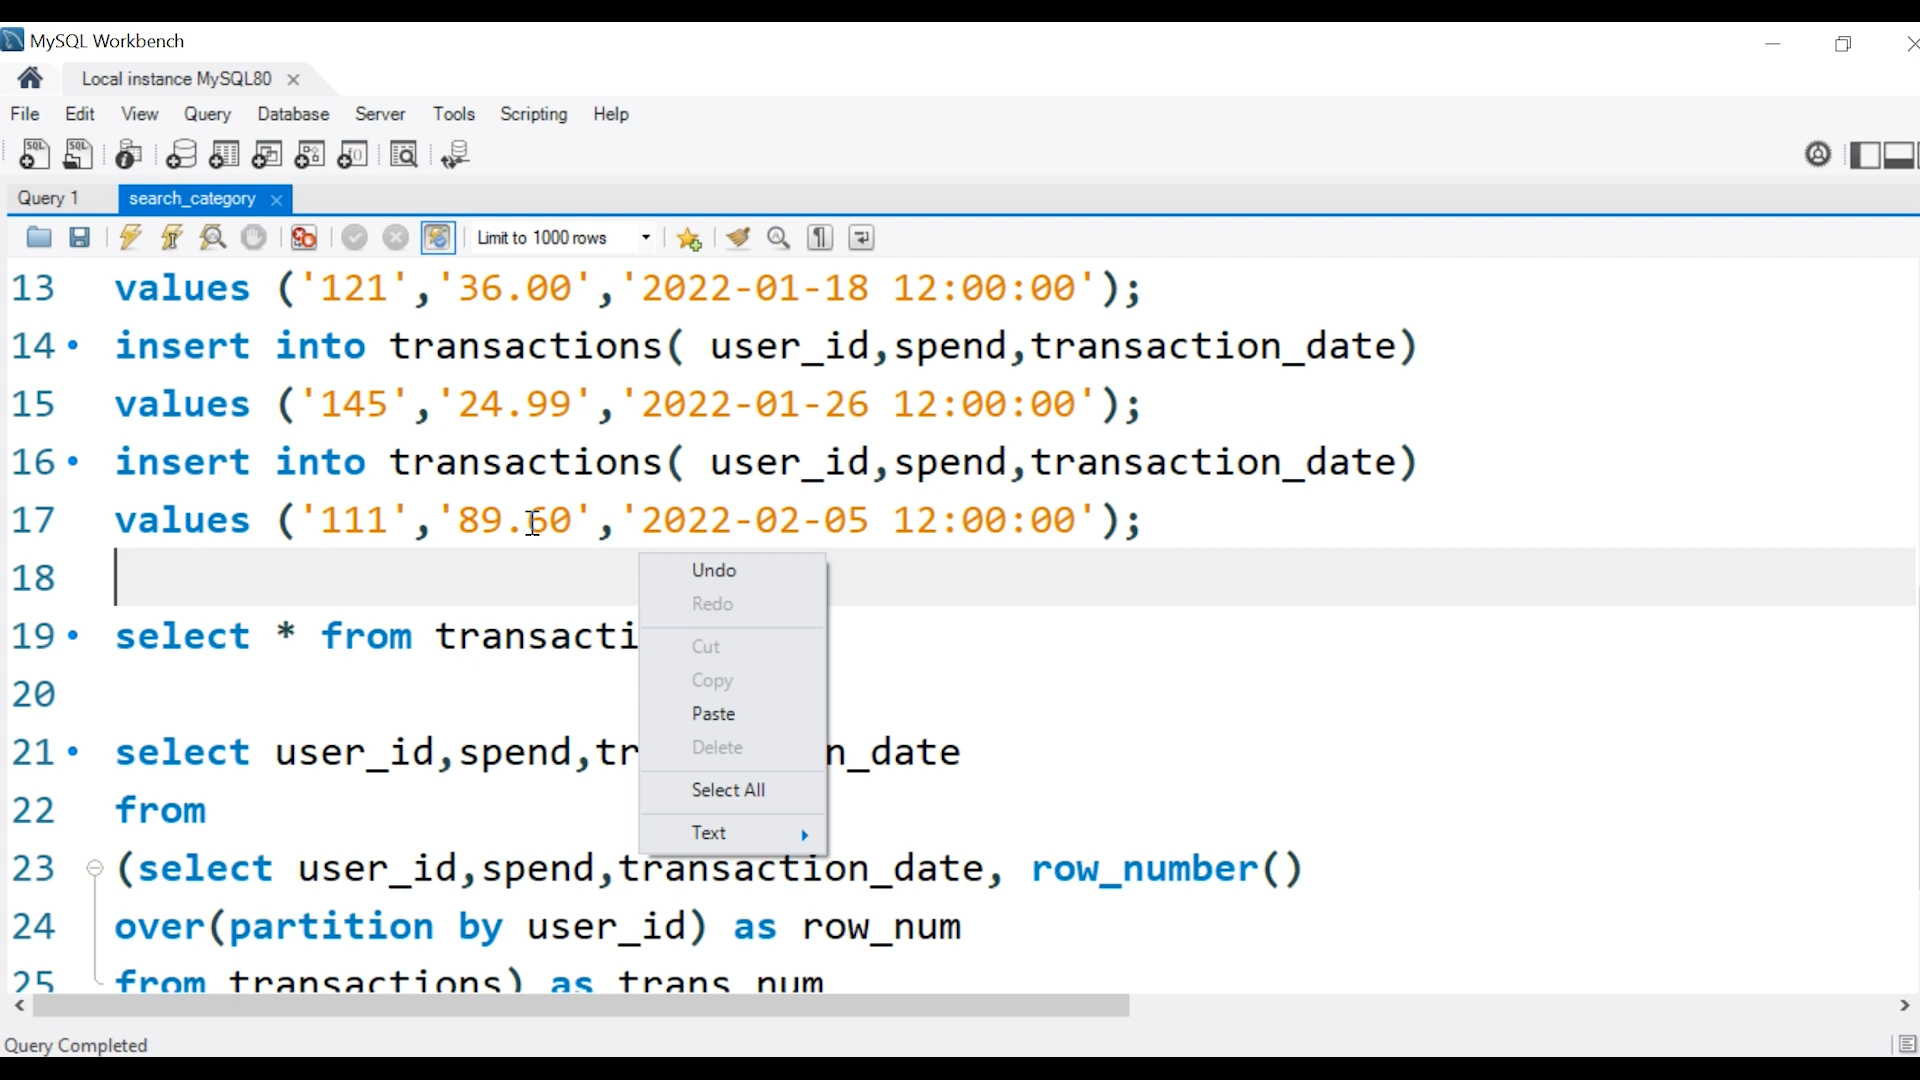 MySQL Workbench
Local instance MySQL80
File Edit View Query Database Server Tools Scripting Help
Query 1 search_category
Limit to 1000 rows
13 values ('121','36.00','2022-01-18 12:00:00');
14 insert into transactions( user_id,spend,transaction_date)
15 values ('145','24.99','2022-01-26 12:00:00');
16 insert into transactions( user_id,spend,transaction_date)
17 values ('111','89.60','2022-02-05 12:00:00');
18
Undo
Redo
19 select * from transacti
Cut
Copy
20
Paste
Delete
21 select user_id,spend,tr n_date
Select All
22 from
Text
23 (select user_id,spend,transaction_date, row_number()
24 over(partition by user_id) as row_num
25 from transactions) as trans_num
Query Completed